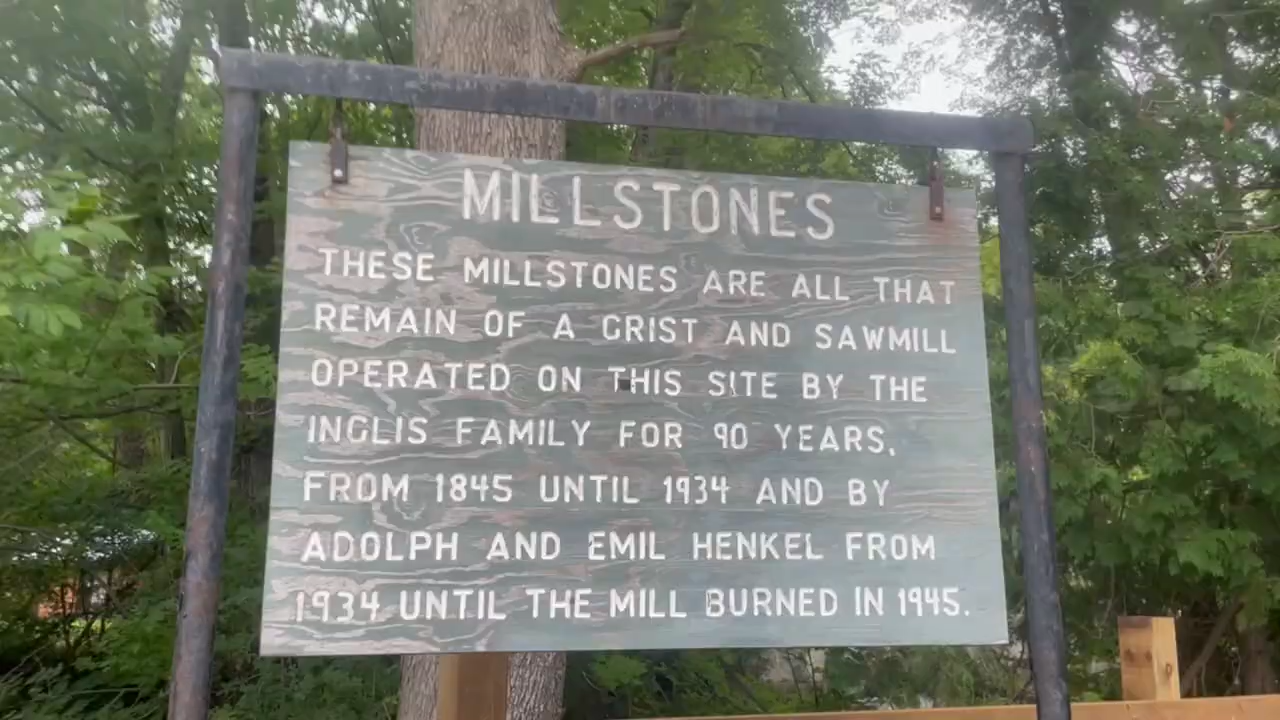 MILLSTONES
THESE MILLSTONES ARE ALL THAT
REMAIN OF A GRIST AND SAWMILL
OPERATED ON THIS SITE BY THE
INGLIS FAMILY FOR 90 YEARS,
FROM 1845 UNTIL 1934 AND BY
ADOLPH AND EMIL HENKEL FROM
1934 UNTIL THE MILL BURNED IN 1945.